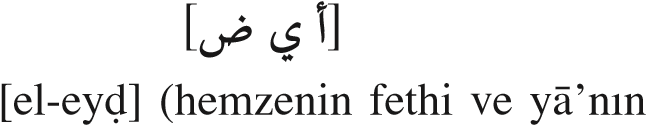 [أ ي ض]
[el-eyḍ] (hemzenin fethi ve yā’nın